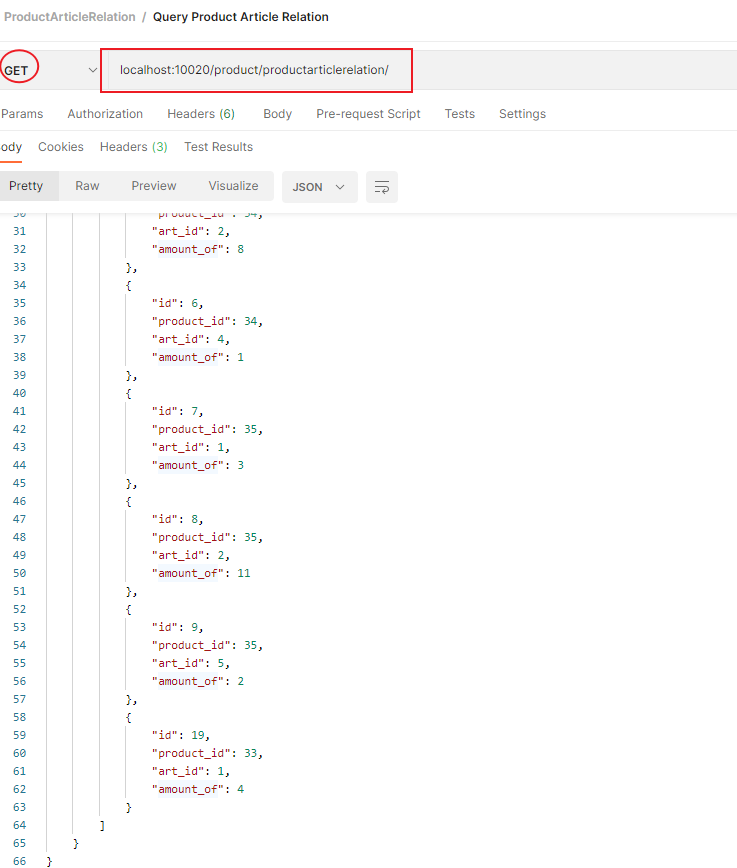 ProductArticleRelation / Query Product Article Relation
GET localhost:10020/product/productarticlerelation/
Params Authorization Headers (6) Body Pre-request Script Tests Settings
ody Cookies Headers (3) Test Results
Pretty Raw Preview Visualize JSON
30 "product_id": 34,
31 "art_id": 2,
32 "amount_of": 8
33 },
34 {
35 "id": 6,
36 "product_id": 34,
37 "art_id": 4,
38 "amount_of": 1
39 },
40 {
41 "id": 7,
42 "product_id": 35,
43 "art_id": 1,
44 "amount_of": 3
45 },
46 {
47 "id": 8,
48 "product_id": 35,
49 "art_id": 2,
50 "amount_of": 11
51 },
52 {
53 "id": 9,
54 "product_id": 35,
55 "art_id": 5,
56 "amount_of": 2
57 },
58 {
59 "id": 19,
60 "product_id": 33,
61 "art_id": 1,
62 "amount_of": 4
63 }
64 ]
65 }
66 }